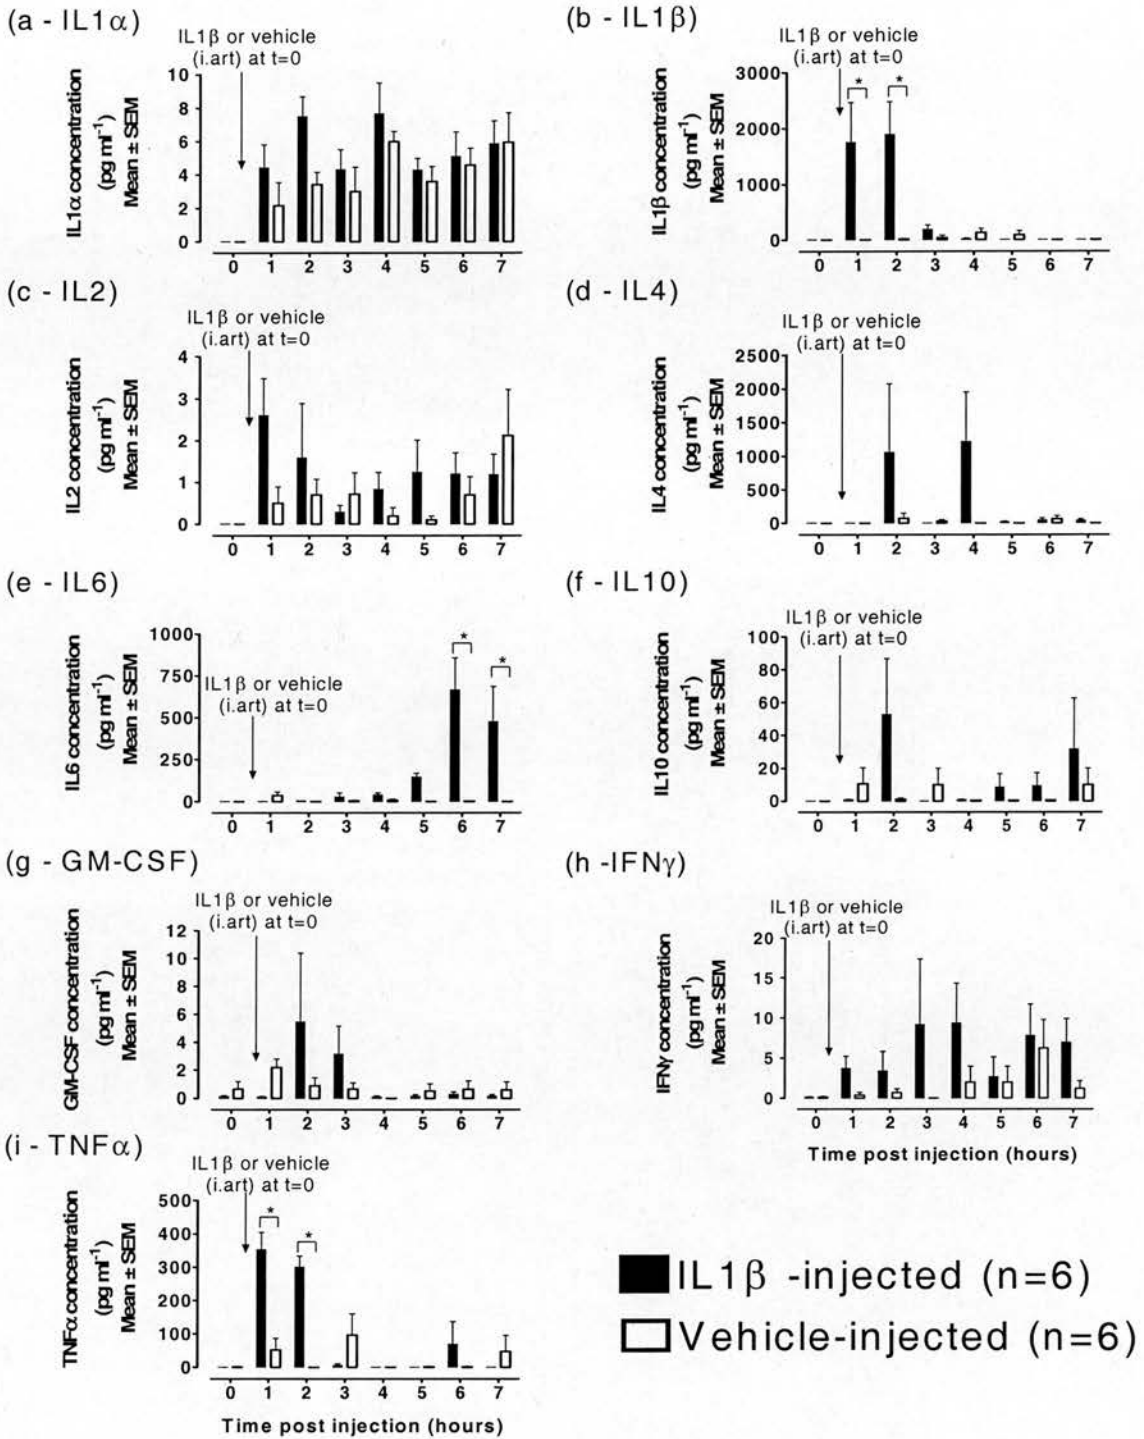 (a - IL1α)
IL1β or vehicle
(i.art) at t=0
IL1α concentration
(pg ml⁻¹)
Mean ± SEM
10
8
6
4
2
0
0 1 2 3 4 5 6 7
(b - IL1β)
IL1β or vehicle
(i.art) at t=0
IL1β concentration
(pg ml⁻¹)
Mean ± SEM
3000
2000
1000
0
* *
0 1 2 3 4 5 6 7
(c - IL2)
IL1β or vehicle
(i.art) at t=0
IL2 concentration
(pg ml⁻¹)
Mean ± SEM
4
3
2
1
0
0 1 2 3 4 5 6 7
(d - IL4)
IL1β or vehicle
(i.art) at t=0
IL4 concentration
(pg ml⁻¹)
Mean ± SEM
2500
2000
1500
1000
500
0
0 1 2 3 4 5 6 7
(e - IL6)
IL1β or vehicle
(i.art) at t=0
IL6 concentration
(pg ml⁻¹)
Mean ± SEM
1000
750
500
250
0
* *
0 1 2 3 4 5 6 7
(f - IL10)
IL1β or vehicle
(i.art) at t=0
IL10 concentration
(pg ml⁻¹)
Mean ± SEM
100
80
60
40
20
0
0 1 2 3 4 5 6 7
(g - GM-CSF)
IL1β or vehicle
(i.art) at t=0
GM-CSF concentration
(pg ml⁻¹)
Mean ± SEM
12
10
8
6
4
2
0
0 1 2 3 4 5 6 7
(h -IFNγ)
IL1β or vehicle
(i.art) at t=0
IFNγ concentration
(pg ml⁻¹)
Mean ± SEM
20
15
10
5
0
0 1 2 3 4 5 6 7
Time post injection (hours)
(i - TNFα)
IL1β or vehicle
(i.art) at t=0
TNFα concentration
(pg ml⁻¹)
Mean ± SEM
500
400
300
200
100
0
* *
0 1 2 3 4 5 6 7
Time post injection (hours)
IL1β -injected (n=6)
Vehicle-injected (n=6)